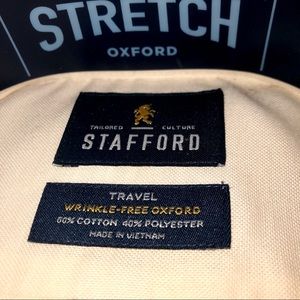 STRETCH
OXFORD
TAILORED CULTURE
STAFFORD
TRAVEL
WRINKLE-FREE OXFORD
60% COTTON 40% POLYESTER
MADE IN VIETNAM